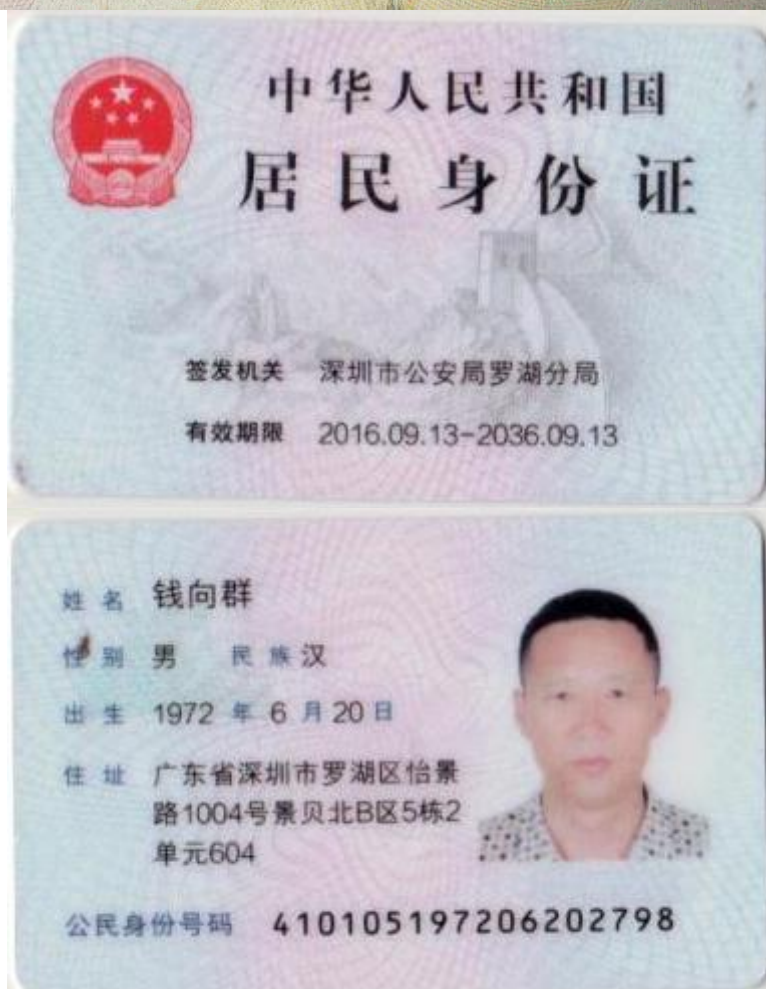 中华人民共和国
居民身份证
签发机关 深圳市公安局罗湖分局
有效期限 2016.09.13-2036.09.13
姓名 钱向群
性别 男 民族 汉
出生 1972 年 6 月 20 日
住址 广东省深圳市罗湖区怡景
路1004号景贝北B区5栋2
单元604
公民身份号码 410105197206202798